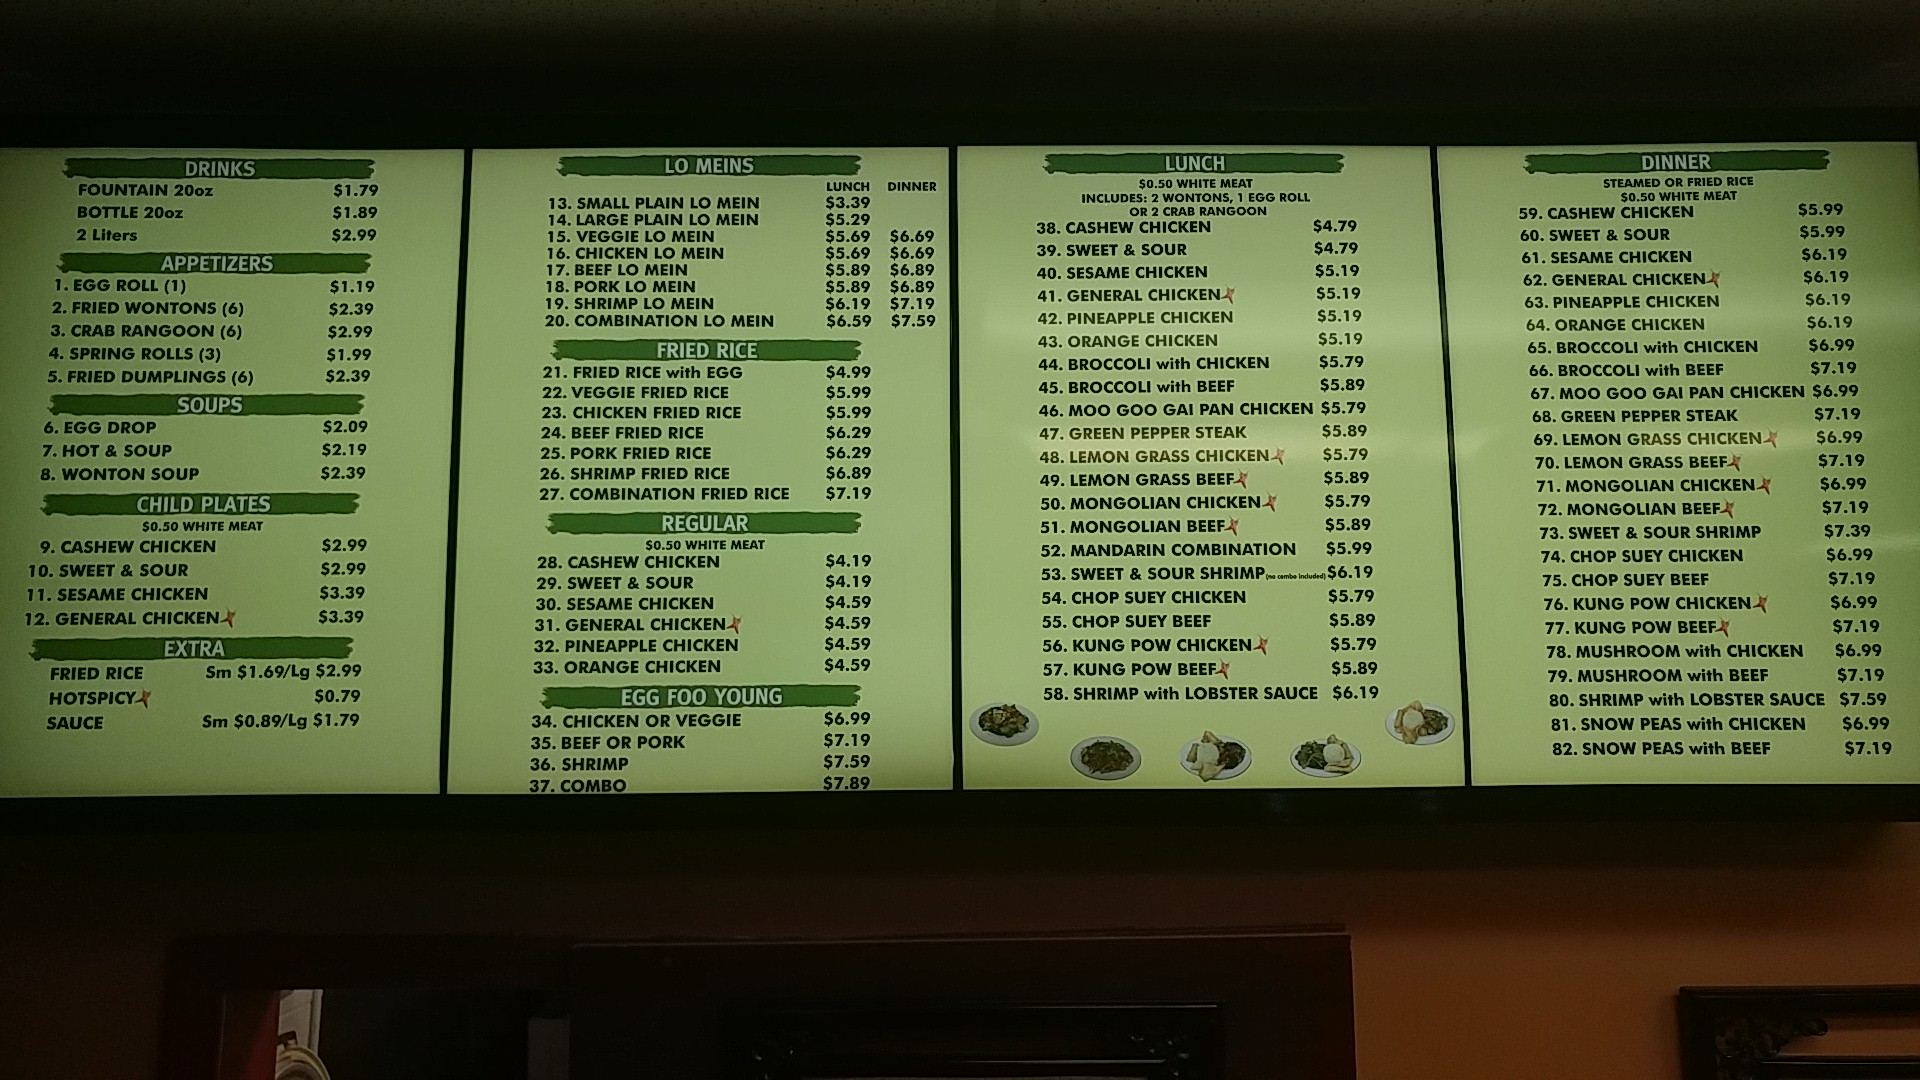 DRINKS
FOUNTAIN 20oz $1.79
BOTTLE 20oz $1.89
2 Liters $2.99
APPETIZERS
1. EGG ROLL (1) $1.19
2. FRIED WONTONS (6) $2.39
3. CRAB RANGOON (6) $2.99
4. SPRING ROLLS (3) $1.99
5. FRIED DUMPLINGS (6) $2.39
SOUPS
6. EGG DROP $2.09
7. HOT & SOUP $2.19
8. WONTON SOUP $2.39
CHILD PLATES
$0.50 WHITE MEAT
9. CASHEW CHICKEN $2.99
10. SWEET & SOUR $2.99
11. SESAME CHICKEN $3.39
12. GENERAL CHICKEN $3.39
EXTRA
FRIED RICE Sm $1.69/Lg $2.99
HOTSPICY $0.79
SAUCE Sm $0.89/Lg $1.79
LO MEINS
LUNCH DINNER
13. SMALL PLAIN LO MEIN $3.39
14. LARGE PLAIN LO MEIN $5.29
15. VEGGIE LO MEIN $5.69 $6.69
16. CHICKEN LO MEIN $5.69 $6.69
17. BEEF LO MEIN $5.89 $6.89
18. PORK LO MEIN $5.89 $6.89
19. SHRIMP LO MEIN $6.19 $7.19
20. COMBINATION LO MEIN $6.59 $7.59
FRIED RICE
21. FRIED RICE with EGG $4.99
22. VEGGIE FRIED RICE $5.99
23. CHICKEN FRIED RICE $5.99
24. BEEF FRIED RICE $6.29
25. PORK FRIED RICE $6.29
26. SHRIMP FRIED RICE $6.89
27. COMBINATION FRIED RICE $7.19
REGULAR
$0.50 WHITE MEAT
28. CASHEW CHICKEN $4.19
29. SWEET & SOUR $4.19
30. SESAME CHICKEN $4.59
31. GENERAL CHICKEN $4.59
32. PINEAPPLE CHICKEN $4.59
33. ORANGE CHICKEN $4.59
EGG FOO YOUNG
34. CHICKEN OR VEGGIE $6.99
35. BEEF OR PORK $7.19
36. SHRIMP $7.59
37. COMBO $7.89
LUNCH
$0.50 WHITE MEAT
INCLUDES: 2 WONTONS, 1 EGG ROLL
OR 2 CRAB RANGOON
38. CASHEW CHICKEN $4.79
39. SWEET & SOUR $4.79
40. SESAME CHICKEN $5.19
41. GENERAL CHICKEN $5.19
42. PINEAPPLE CHICKEN $5.19
43. ORANGE CHICKEN $5.19
44. BROCCOLI with CHICKEN $5.79
45. BROCCOLI with BEEF $5.89
46. MOO GOO GAI PAN CHICKEN $5.79
47. GREEN PEPPER STEAK $5.89
48. LEMON GRASS CHICKEN $5.79
49. LEMON GRASS BEEF $5.89
50. MONGOLIAN CHICKEN $5.79
51. MONGOLIAN BEEF $5.89
52. MANDARIN COMBINATION $5.99
53. SWEET & SOUR SHRIMP (no combo included) $6.19
54. CHOP SUEY CHICKEN $5.79
55. CHOP SUEY BEEF $5.89
56. KUNG POW CHICKEN $5.79
57. KUNG POW BEEF $5.89
58. SHRIMP with LOBSTER SAUCE $6.19
DINNER
STEAMED OR FRIED RICE
$0.50 WHITE MEAT
59. CASHEW CHICKEN $5.99
60. SWEET & SOUR $5.99
61. SESAME CHICKEN $6.19
62. GENERAL CHICKEN $6.19
63. PINEAPPLE CHICKEN $6.19
64. ORANGE CHICKEN $6.19
65. BROCCOLI with CHICKEN $6.99
66. BROCCOLI with BEEF $7.19
67. MOO GOO GAI PAN CHICKEN $6.99
68. GREEN PEPPER STEAK $7.19
69. LEMON GRASS CHICKEN $6.99
70. LEMON GRASS BEEF $7.19
71. MONGOLIAN CHICKEN $6.99
72. MONGOLIAN BEEF $7.19
73. SWEET & SOUR SHRIMP $7.39
74. CHOP SUEY CHICKEN $6.99
75. CHOP SUEY BEEF $7.19
76. KUNG POW CHICKEN $6.99
77. KUNG POW BEEF $7.19
78. MUSHROOM with CHICKEN $6.99
79. MUSHROOM with BEEF $7.19
80. SHRIMP with LOBSTER SAUCE $7.59
81. SNOW PEAS with CHICKEN $6.99
82. SNOW PEAS with BEEF $7.19